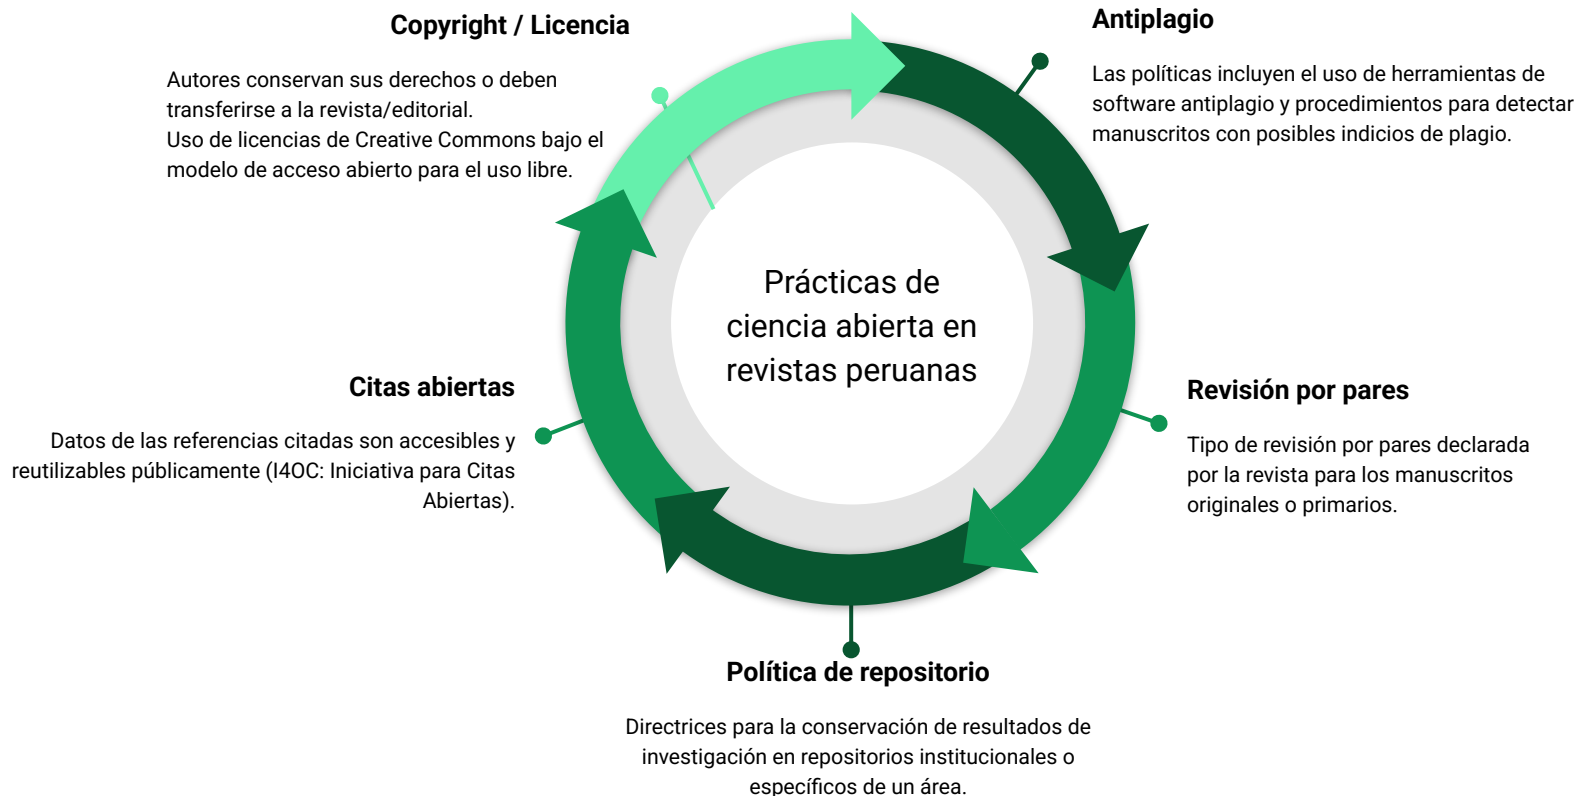 Copyright / Licencia
Autores conservan sus derechos o deben
transferirse a la revista/editorial.
Uso de licencias de Creative Commons bajo el
modelo de acceso abierto para el uso libre.
Antiplagio
Las políticas incluyen el uso de herramientas de
software antiplagio y procedimientos para detectar
manuscritos con posibles indicios de plagio.
Prácticas de
ciencia abierta en
revistas peruanas
Citas abiertas
Datos de las referencias citadas son accesibles y
reutilizables públicamente (I4OC: Iniciativa para Citas
Abiertas).
Revisión por pares
Tipo de revisión por pares declarada
por la revista para los manuscritos
originales o primarios.
Política de repositorio
Directrices para la conservación de resultados de
investigación en repositorios institucionales o
específicos de un área.